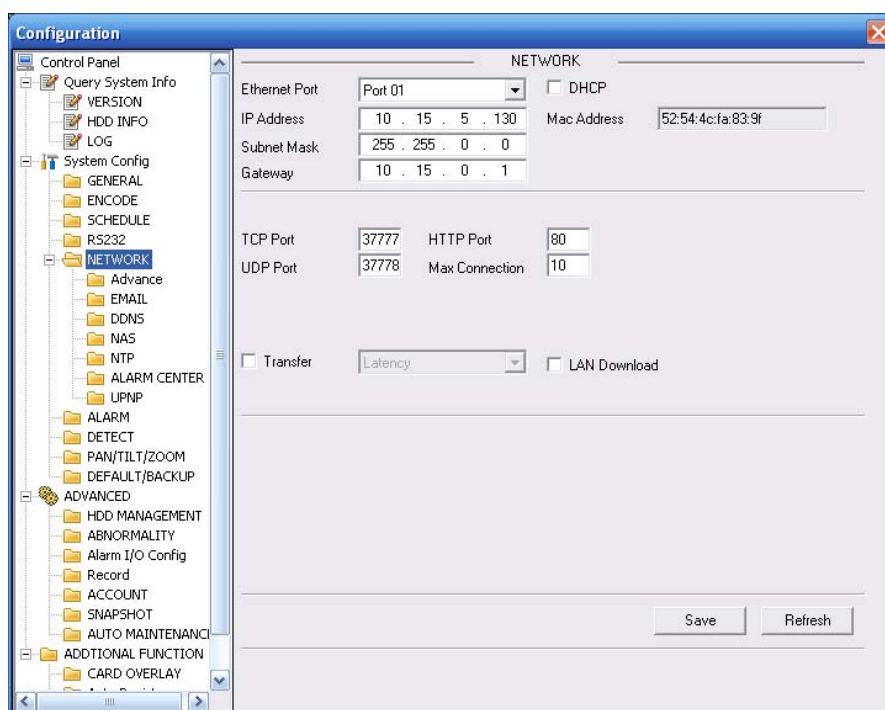 Configuration
Control Panel
Query System Info
VERSION
HDD INFO
LOG
System Config
GENERAL
ENCODE
SCHEDULE
RS232
NETWORK
Advance
EMAIL
DDNS
NAS
NTP
ALARM CENTER
UPNP
ALARM
DETECT
PAN/TILT/ZOOM
DEFAULT/BACKUP
ADVANCED
HDD MANAGEMENT
ABNORMALITY
Alarm I/O Config
Record
ACCOUNT
SNAPSHOT
AUTO MAINTENANC
ADDTIONAL FUNCTION
CARD OVERLAY
NETWORK
Ethernet Port Port 01 DHCP
IP Address 10 . 15 . 5 . 130 Mac Address 52:54:4c:fa:83:9f
Subnet Mask 255 . 255 . 0 . 0
Gateway 10 . 15 . 0 . 1
TCP Port 37777 HTTP Port 80
UDP Port 37778 Max Connection 10
Transfer Latency LAN Download
Save Refresh